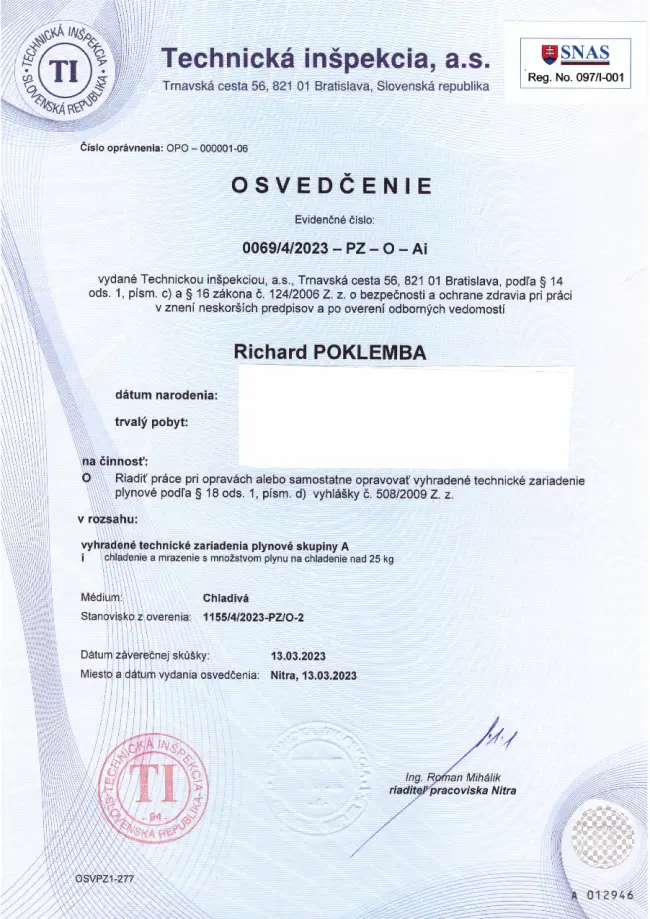 TECHNICKÁ INŠPEKCIA
SLOVENSKÁ REPUBLIKA
TI
Technická inšpekcia, a.s.
Trnavská cesta 56, 821 01 Bratislava, Slovenská republika
SNAS
Reg. No. 097/I-001
Číslo oprávnenia: OPO – 000001-06
OSVEDČENIE
Evidenčné číslo:
0069/4/2023 – PZ – O – Ai
vydané Technickou inšpekciou, a.s., Trnavská cesta 56, 821 01 Bratislava, podľa § 14
ods. 1, písm. c) a § 16 zákona č. 124/2006 Z. z. o bezpečnosti a ochrane zdravia pri práci
v znení neskorších predpisov a po overení odborných vedomostí
Richard POKLEMBA
dátum narodenia:
trvalý pobyt:
na činnosť:
O Riadiť práce pri opravách alebo samostatne opravovať vyhradené technické zariadenie
plynové podľa § 18 ods. 1, písm. d) vyhlášky č. 508/2009 Z. z.
v rozsahu:
vyhradené technické zariadenia plynové skupiny A
i chladenie a mrazenie s množstvom plynu na chladenie nad 25 kg
Médium: Chladivá
Stanovisko z overenia: 1155/4/2023-PZ/O-2
Dátum záverečnej skúšky: 13.03.2023
Miesto a dátum vydania osvedčenia: Nitra, 13.03.2023
TECHNICKÁ INŠPEKCIA
TI
- 94 -
SLOVENSKÁ REPUBLIKA
Ing. Roman Mihálik
riaditeľ pracoviska Nitra
OSVPZ1-277
A 012946